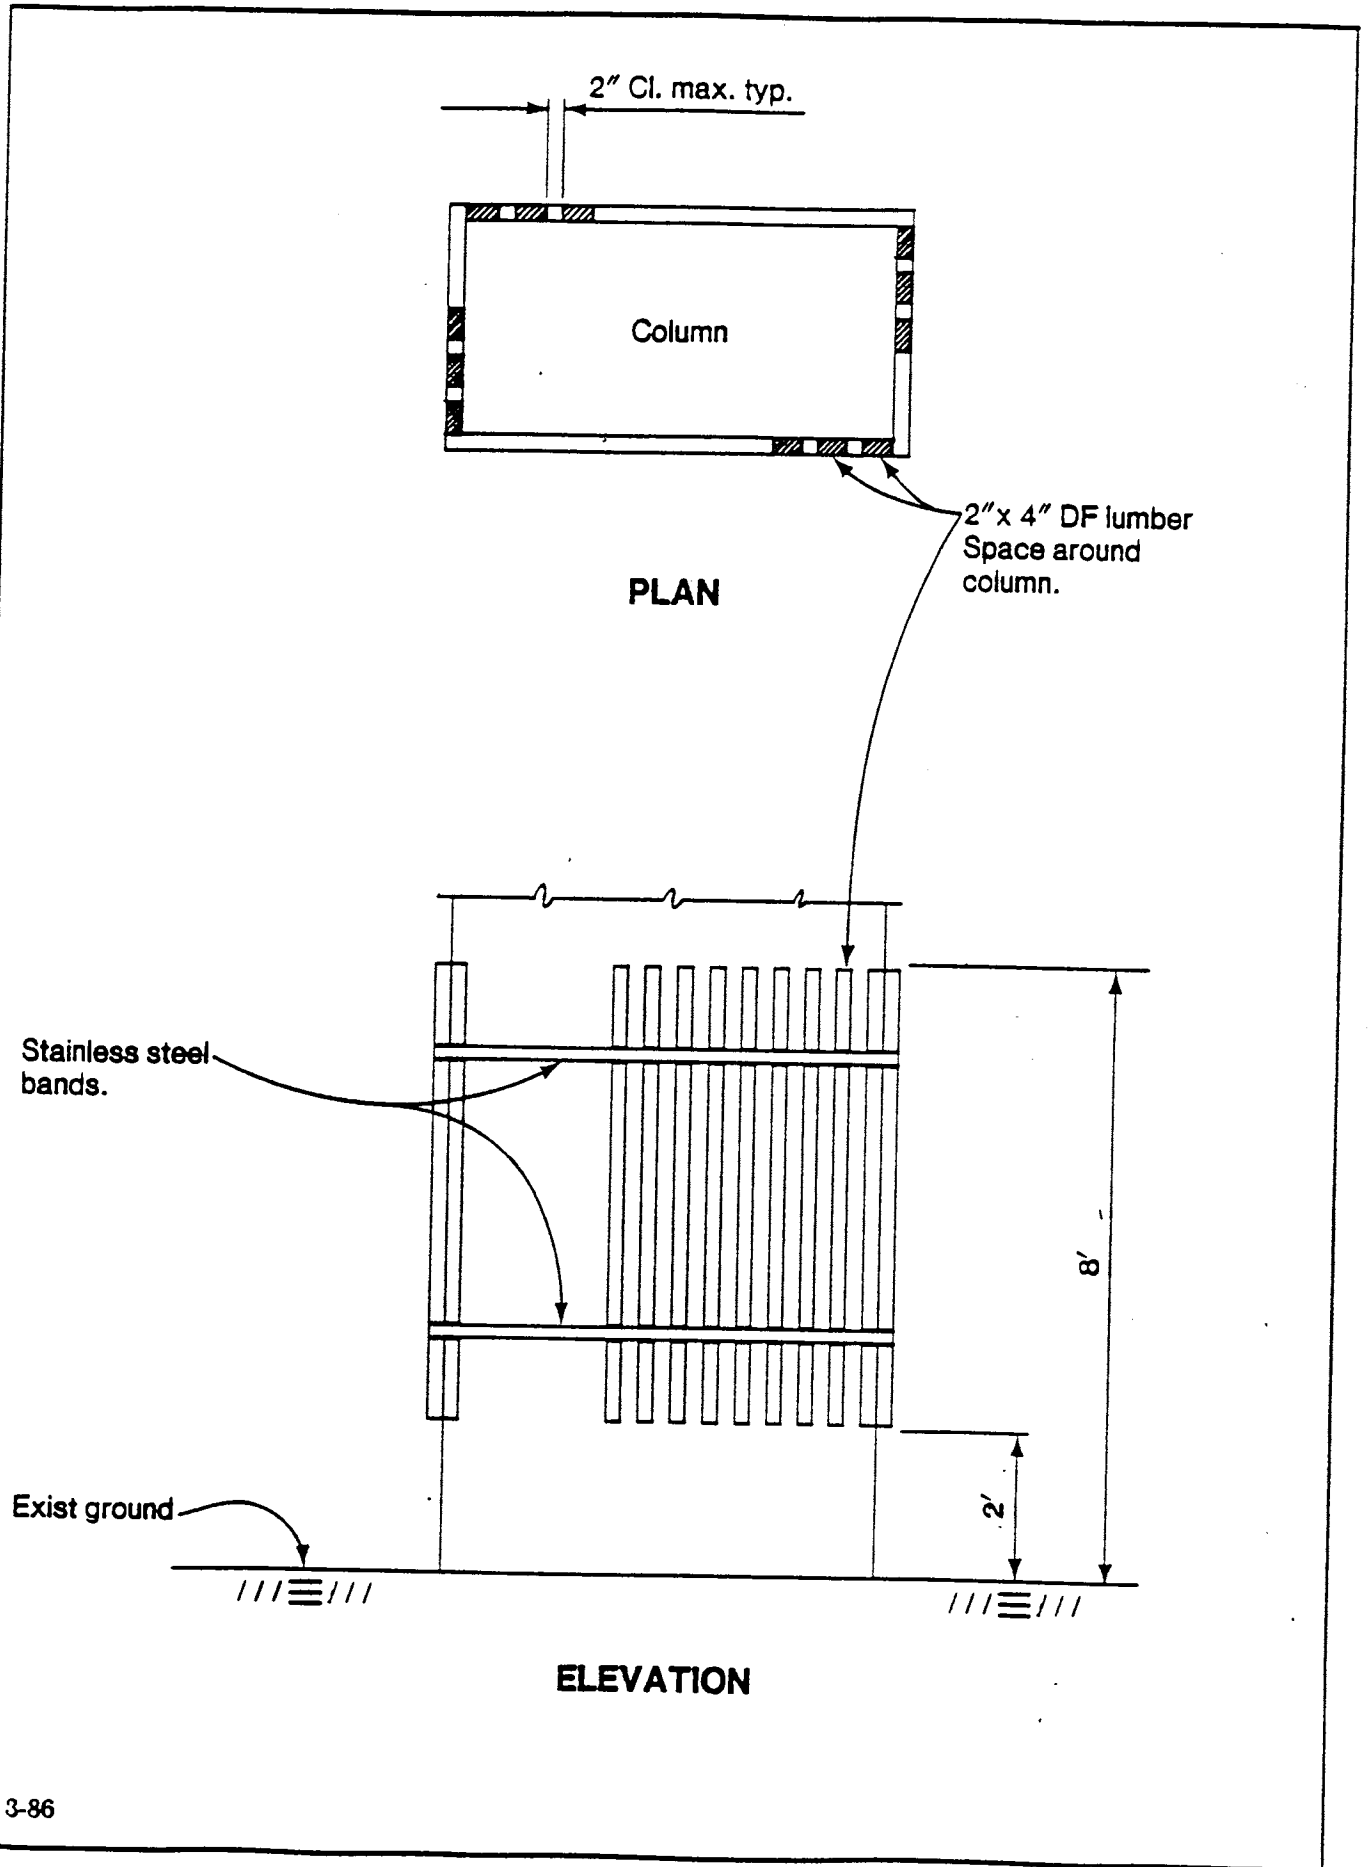 2" Cl. max. typ.
Column
2"x 4" DF lumber
Space around
column.
PLAN
Stainless steel
bands.
8'
2'
Exist ground
ELEVATION
3-86